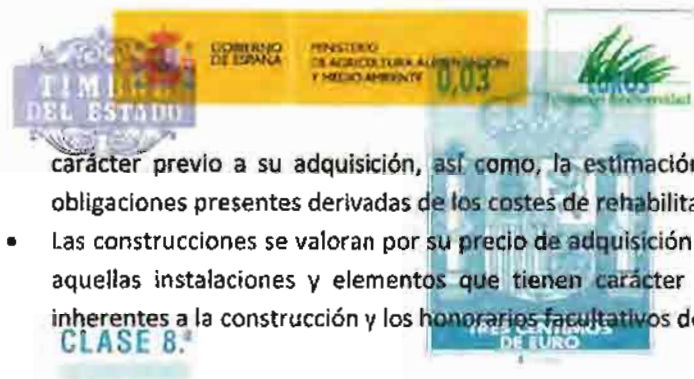 GOBIERNO
DE ESPAÑA
MINISTERIO
DE AGRICULTURA ALIMENTACIÓN
Y MEDIO AMBIENTE
0,03
EUROS
TIMBRE
DEL ESTADO
carácter previo a su adquisición, así como, la estimación
obligaciones presentes derivadas de los costes de rehabilita
• Las construcciones se valoran por su precio de adquisición
aquellas instalaciones y elementos que tienen carácter
inherentes a la construcción y los honorarios facultativos de
CLASE 8.ª
TRES CÉNTIMOS
DE EURO